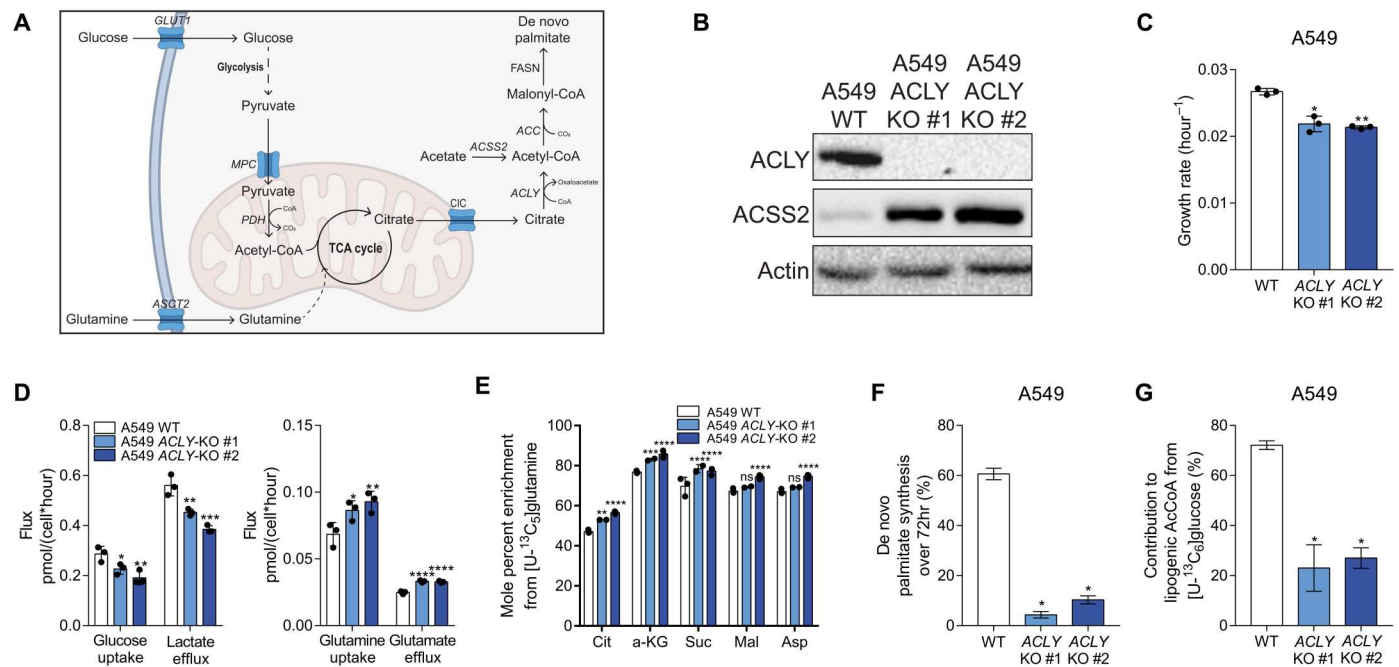 A
GLUT1
Glucose
Glucose
Glycolysis
Pyruvate
MPC
Pyruvate
PDH
CoA
CO₂
Acetyl-CoA
TCA cycle
Citrate
CIC
Citrate
ASCT2
Glutamine
Glutamine
De novo
palmitate
FASN
Malonyl-CoA
ACC
CO₂
Acetate
ACSS2
Acetyl-CoA
ACLY
Oxaloacetate
CoA
B
A549
WT
A549
ACLY
KO #1
A549
ACLY
KO #2
ACLY
ACSS2
Actin
C
A549
Growth rate (hour⁻¹)
0.03
0.02
0.01
0.00
*
**
WT
ACLY
KO #1
ACLY
KO #2
D
A549 WT
A549 ACLY-KO #1
A549 ACLY-KO #2
Flux
pmol/(cell*hour)
0.6
0.4
0.2
0.0
*
**
**
***
Glucose
uptake
Lactate
efflux
Flux
pmol/(cell*hour)
0.15
0.10
0.05
0.00
*
**
****
****
Glutamine
uptake
Glutamate
efflux
E
A549 WT
A549 ACLY-KO #1
A549 ACLY-KO #2
Mole percent enrichment
from [U-¹³C₅]glutamine
100
80
60
40
20
0
**
****
***
****
****
****
ns
****
ns
****
Cit
a-KG
Suc
Mal
Asp
F
A549
De novo
palmitate synthesis
over 72hr (%)
80
60
40
20
0
*
*
WT
ACLY
KO #1
ACLY
KO #2
G
A549
Contribution to
lipogenic AcCoA from
[U-¹³C₆]glucose (%)
80
60
40
20
0
*
*
WT
ACLY
KO #1
ACLY
KO #2